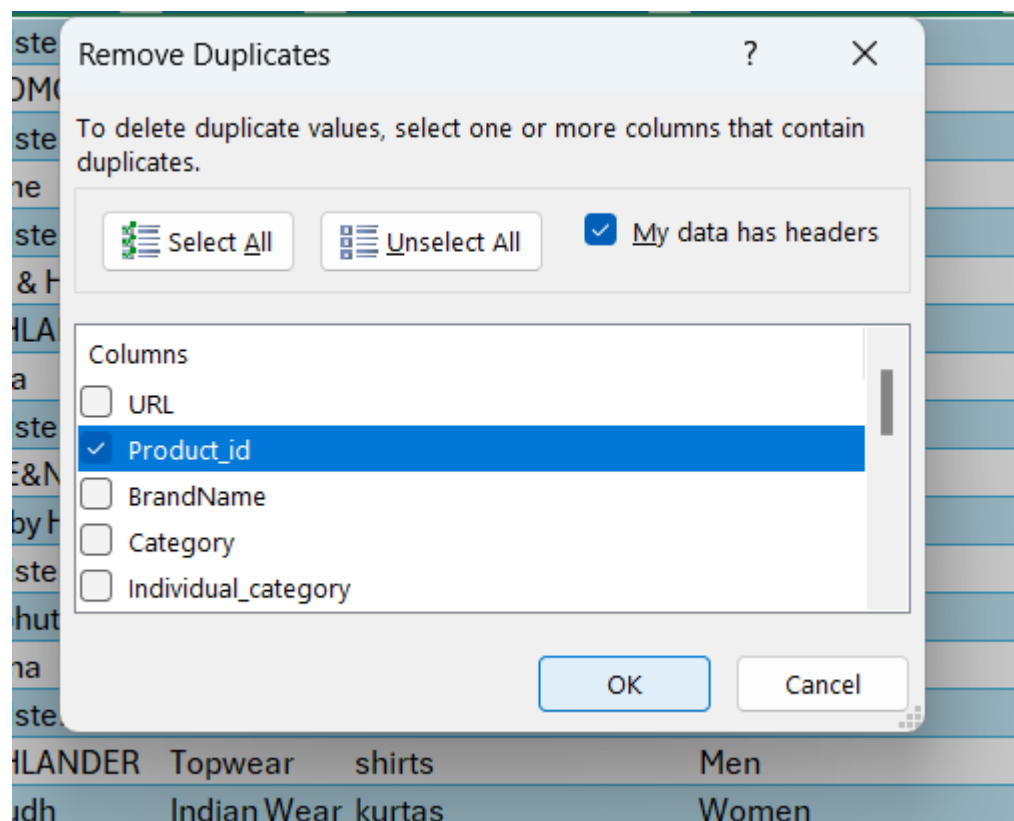 Remove Duplicates ?
To delete duplicate values, select one or more columns that contain
duplicates.
Select All Unselect All My data has headers
Columns
URL
Product_id
BrandName
Category
Individual_category
OK Cancel
HLANDER Topwear shirts Men
udh Indian Wear kurtas Women